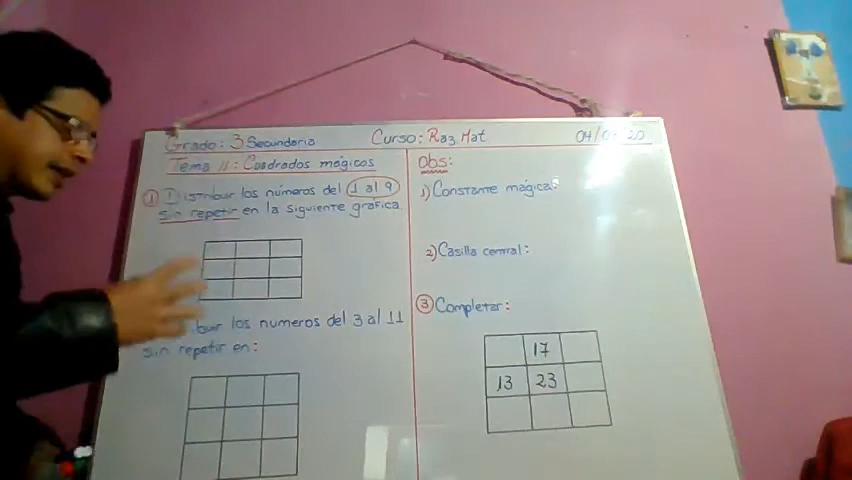 Grado: 3 Secundaria Curso: Raz Mat
Tema 11: Cuadrados mágicos
① Distribuir los números del 1 al 9
sin repetir en la siguiente gráfica
buir los numeros del 3 al 11
sin repetir en:
Obs:
1) Constante mágica:
2) Casilla central:
③ Completar:
17
13 23